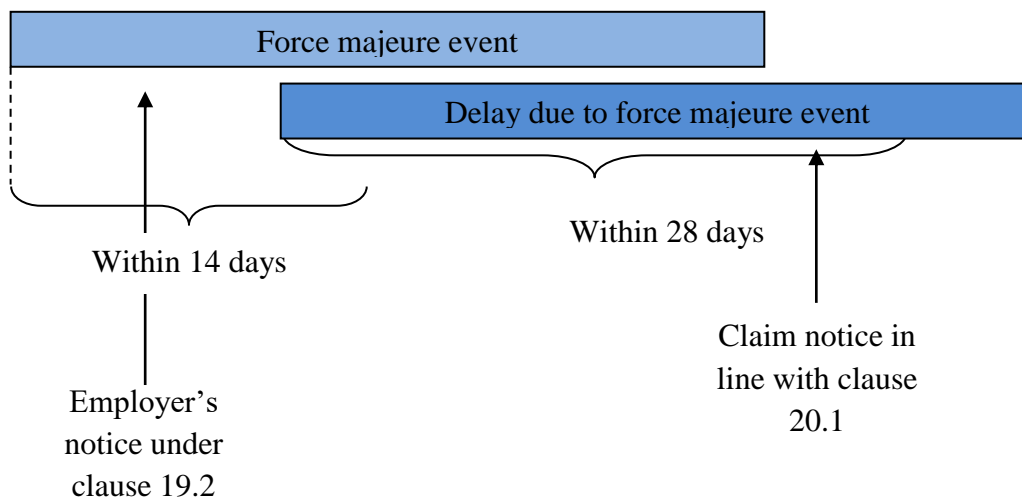 Force majeure event
Delay due to force majeure event
Within 28 days
Within 14 days
Claim notice in
line with clause
20.1
Employer’s
notice under
clause 19.2